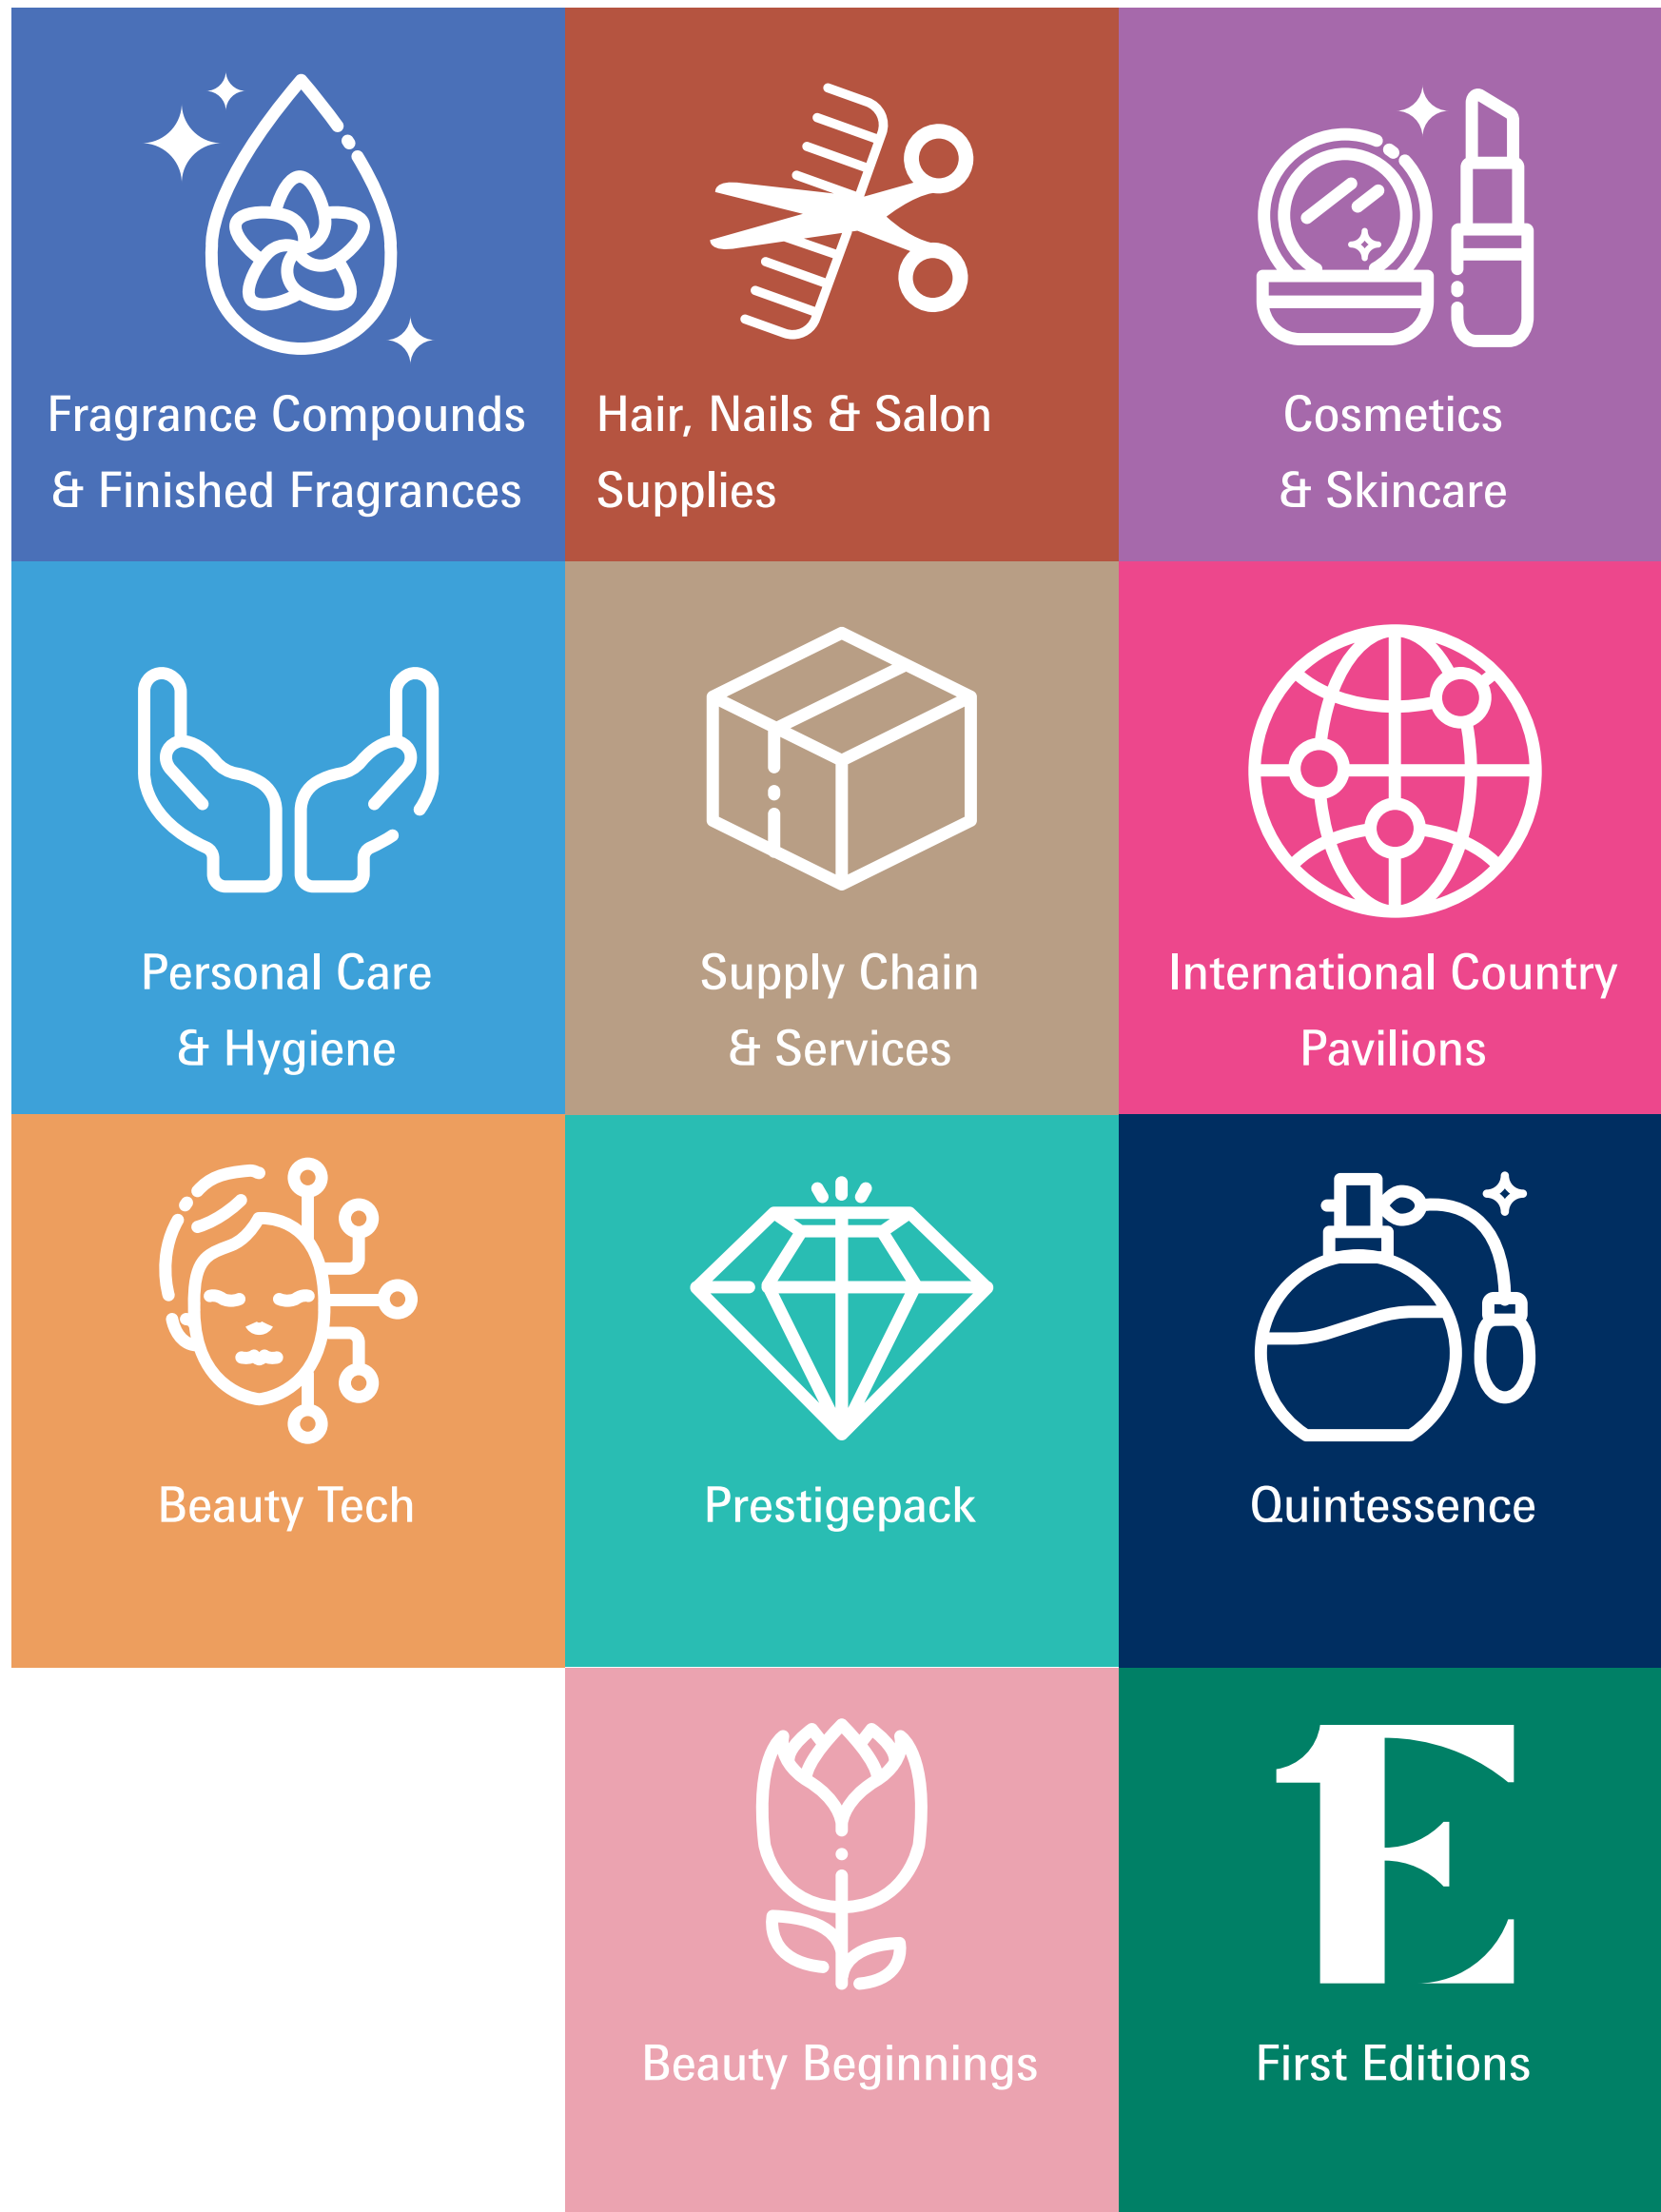 Fragrance Compounds
& Finished Fragrances
Hair, Nails & Salon
Supplies
Cosmetics
& Skincare
Personal Care
& Hygiene
Supply Chain
& Services
International Country
Pavilions
Beauty Tech
Prestigepack
Quintessence
Beauty Beginnings
1E
First Editions